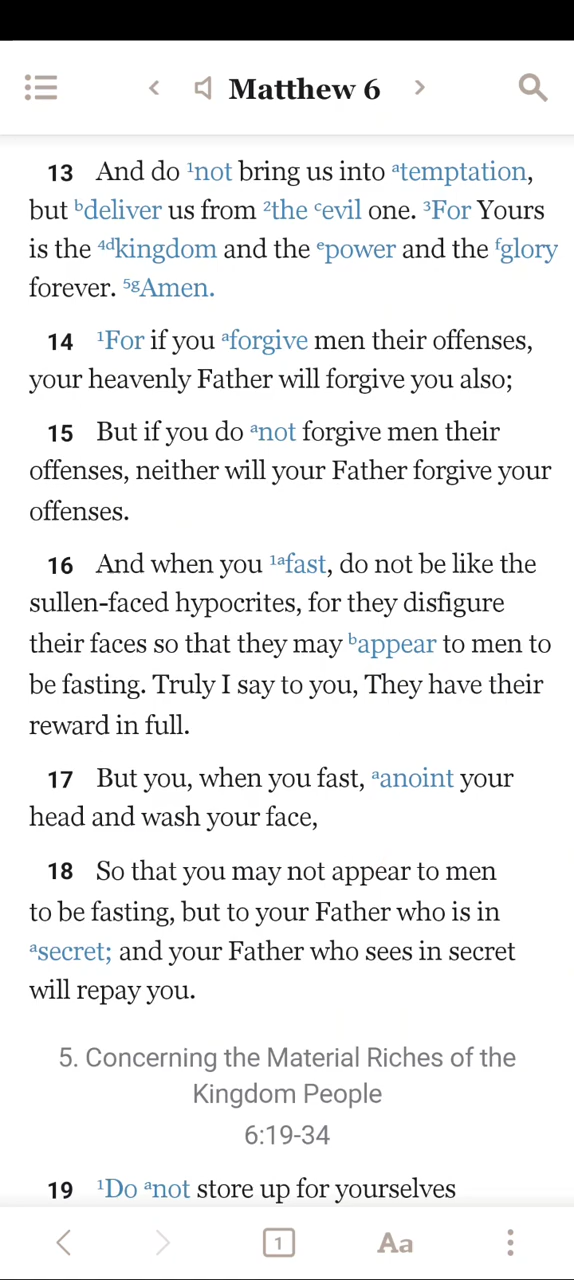 Matthew 6
13 And do ¹not bring us into ᵃtemptation,
but ᵇdeliver us from ²the ᶜevil one. ³For Yours
is the ⁴ᵈkingdom and the ᵉpower and the ᶠglory
forever. ⁵ᵍAmen.
14 ¹For if you ᵃforgive men their offenses,
your heavenly Father will forgive you also;
15 But if you do ᵃnot forgive men their
offenses, neither will your Father forgive your
offenses.
16 And when you ¹ᵃfast, do not be like the
sullen-faced hypocrites, for they disfigure
their faces so that they may ᵇappear to men to
be fasting. Truly I say to you, They have their
reward in full.
17 But you, when you fast, ᵃanoint your
head and wash your face,
18 So that you may not appear to men
to be fasting, but to your Father who is in
ᵃsecret; and your Father who sees in secret
will repay you.
5. Concerning the Material Riches of the
Kingdom People
6:19-34
19 ¹Do ᵃnot store up for yourselves
1 Aa